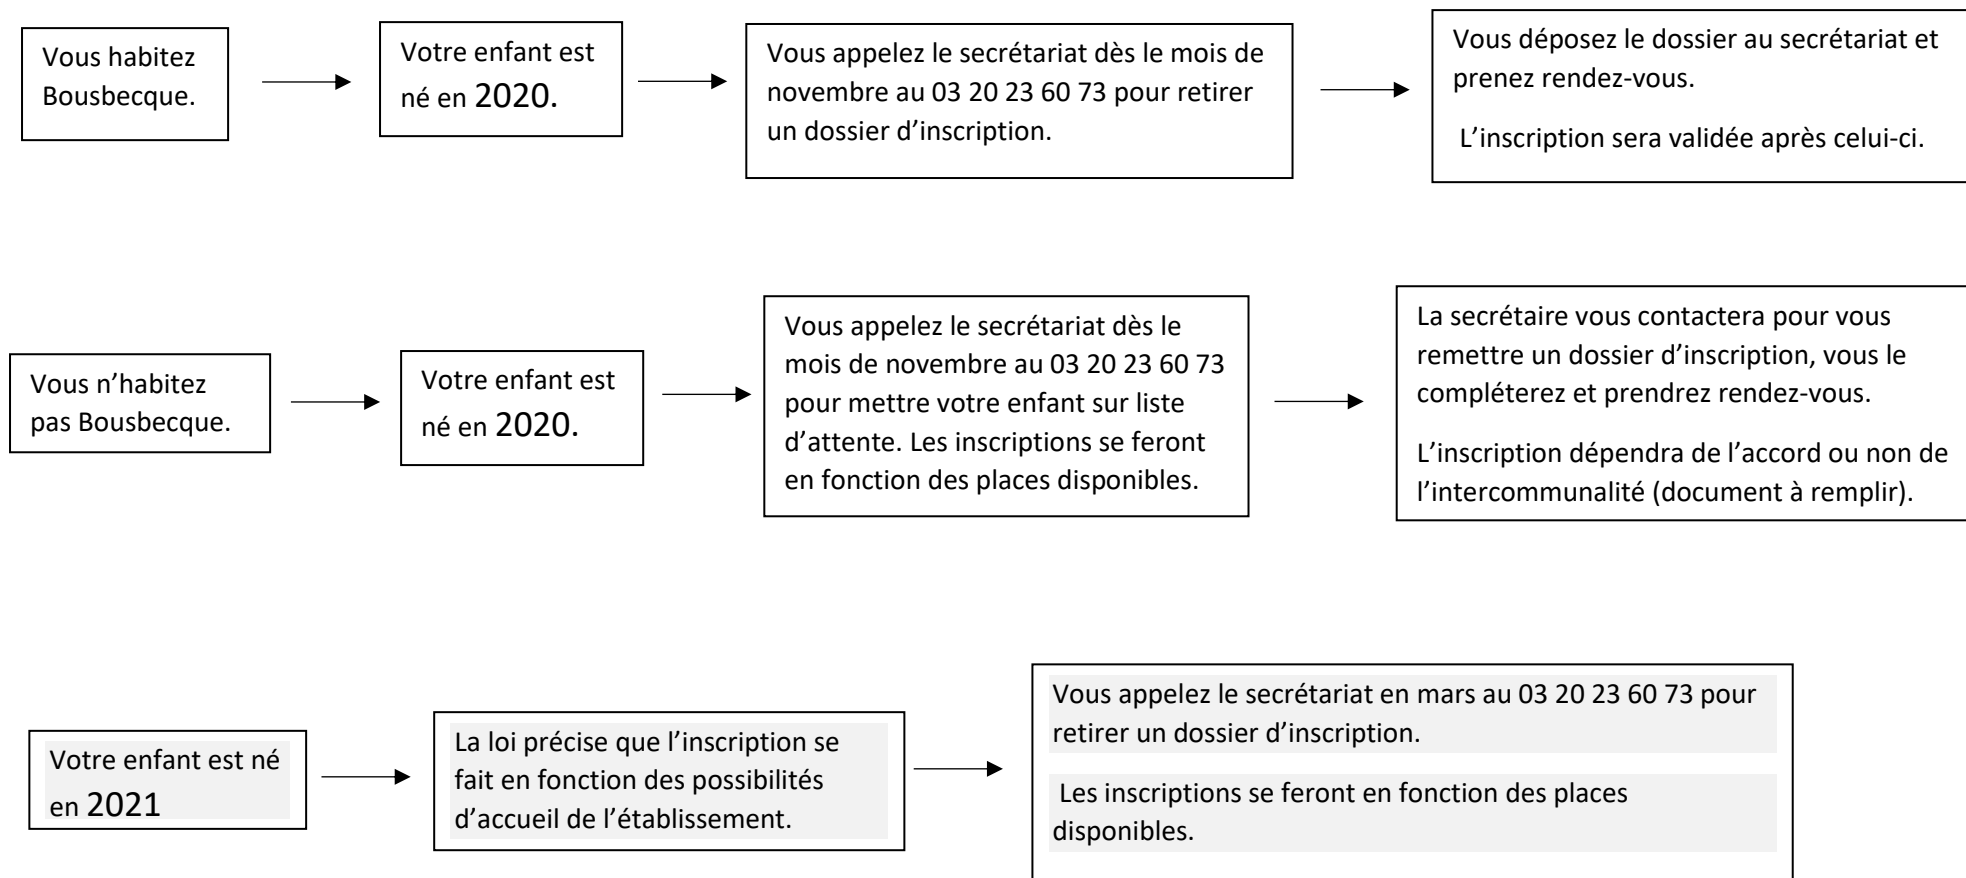 Vous habitez
Bousbecque.
Votre enfant est
né en 2020.
Vous appelez le secrétariat dès le mois de
novembre au 03 20 23 60 73 pour retirer
un dossier d’inscription.
Vous déposez le dossier au secrétariat et
prenez rendez-vous.
L’inscription sera validée après celui-ci.
Vous n’habitez
pas Bousbecque.
Votre enfant est
né en 2020.
Vous appelez le secrétariat dès le
mois de novembre au 03 20 23 60 73
pour mettre votre enfant sur liste
d’attente. Les inscriptions se feront
en fonction des places disponibles.
La secrétaire vous contactera pour vous
remettre un dossier d’inscription, vous le
compléterez et prendrez rendez-vous.
L’inscription dépendra de l’accord ou non de
l’intercommunalité (document à remplir).
Votre enfant est né
en 2021
La loi précise que l’inscription se
fait en fonction des possibilités
d’accueil de l’établissement.
Vous appelez le secrétariat en mars au 03 20 23 60 73 pour
retirer un dossier d’inscription.
Les inscriptions se feront en fonction des places
disponibles.